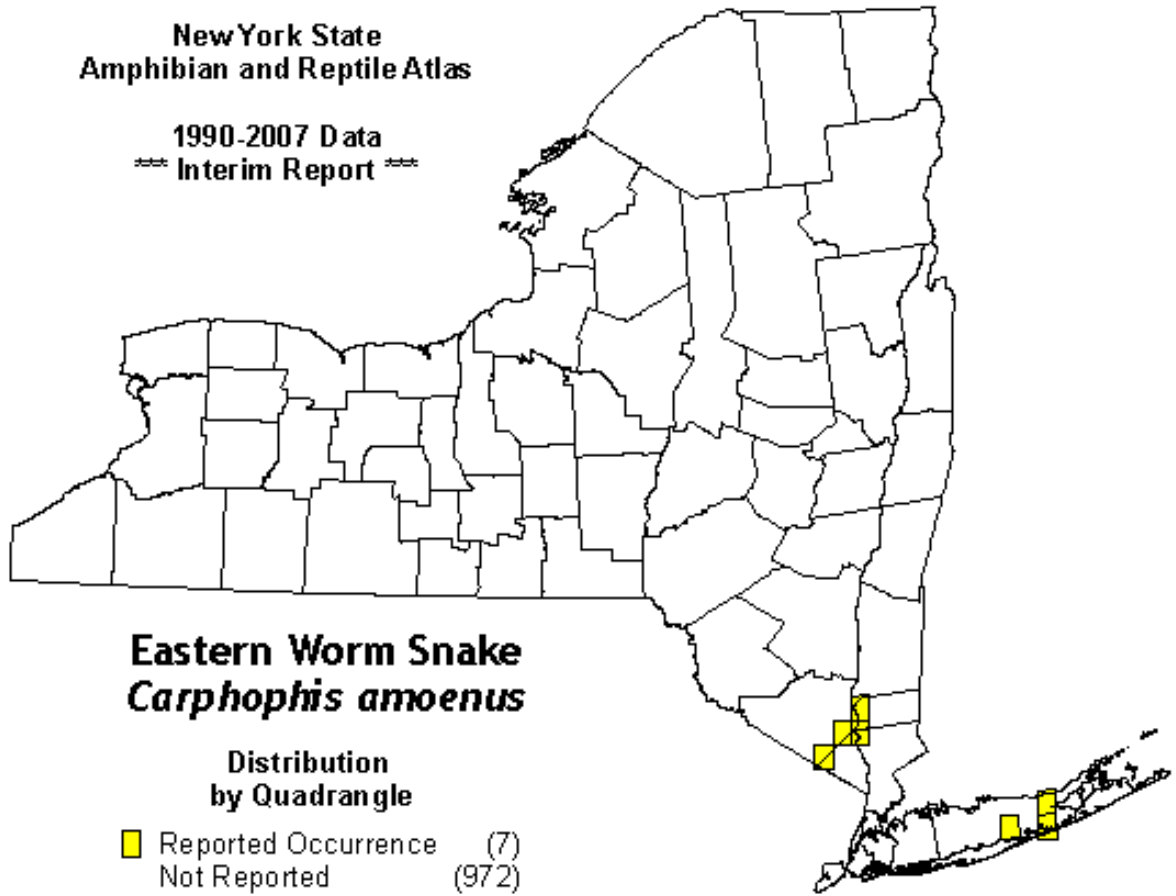 New York State
Amphibian and Reptile Atlas
1990-2007 Data
*** Interim Report ***
Eastern Worm Snake
Carphophis amoenus
Distribution
by Quadrangle
Reported Occurrence (7)
Not Reported (972)